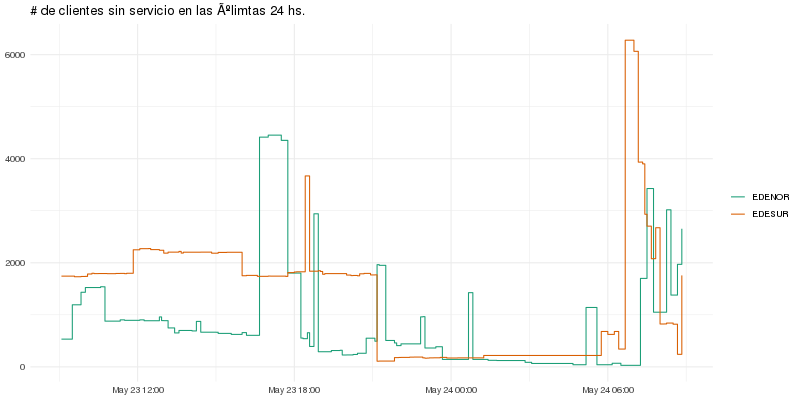 # de clientes sin servicio en las Ãºlimtas 24 hs.
6000
4000
2000
0
May 23 12:00
May 23 18:00
May 24 00:00
May 24 06:00
EDENOR
EDESUR